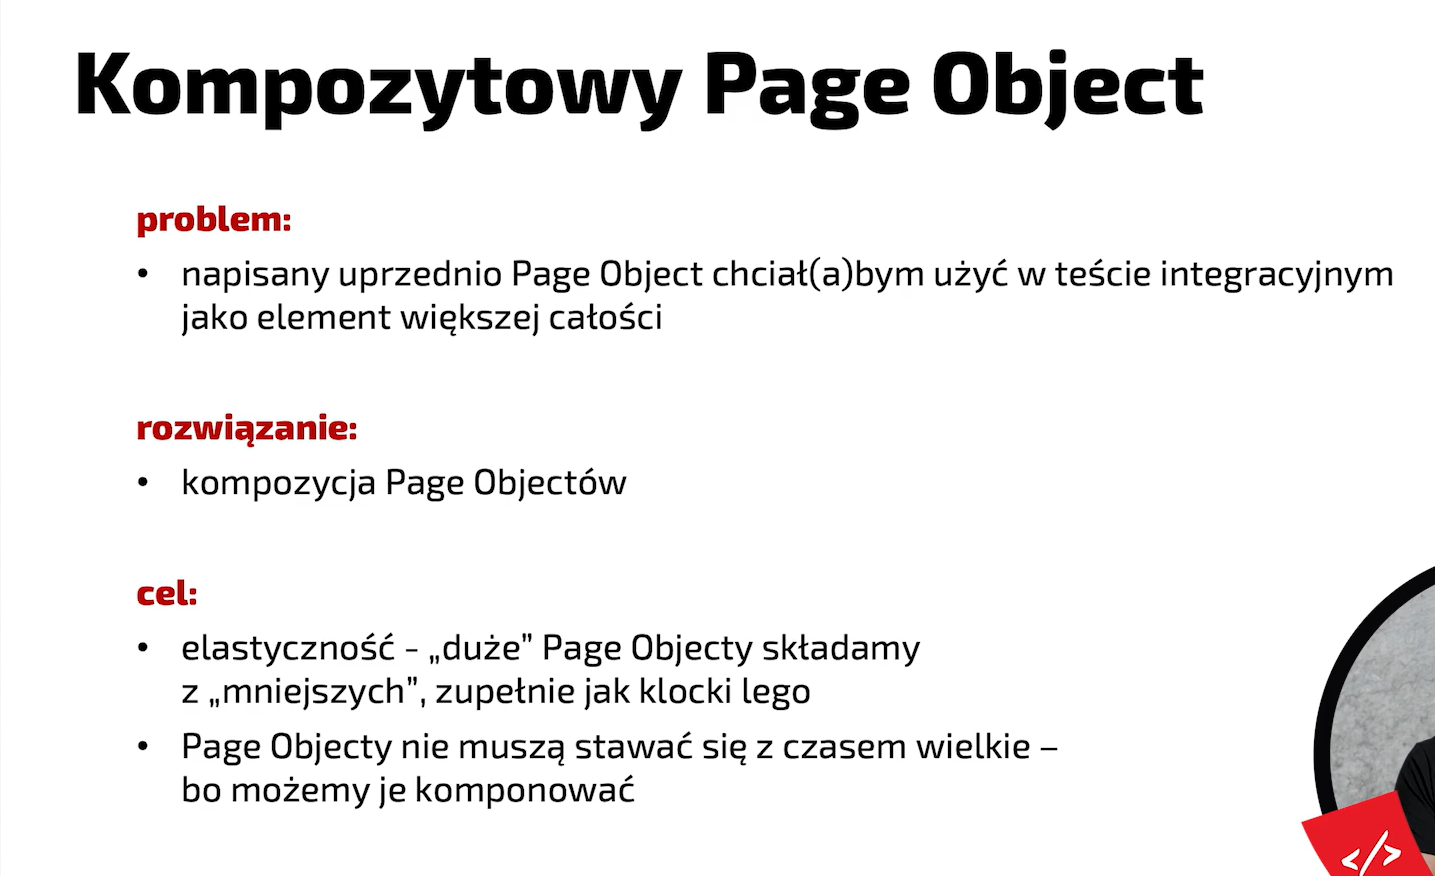 Kompozytowy Page Object
problem:
• napisany uprzednio Page Object chciał(a)bym użyć w teście integracyjnym
jako element większej całości
rozwiązanie:
• kompozycja Page Objectów
cel:
• elastyczność - „duże” Page Objecty składamy
z „mniejszych”, zupełnie jak klocki lego
• Page Objecty nie muszą stawać się z czasem wielkie –
bo możemy je komponować
</>